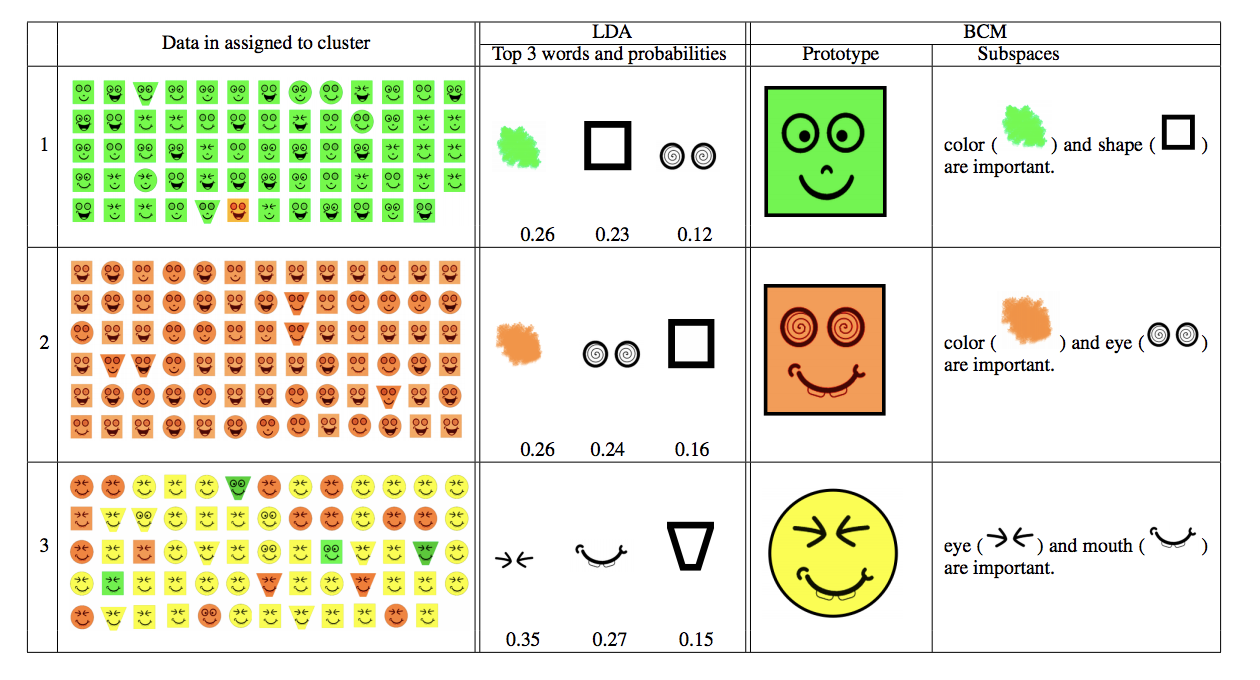 Data in assigned to cluster
LDA
BCM
Top 3 words and probabilities
Prototype
Subspaces
1
0.26 0.23 0.12
color ( ) and shape ( )
are important.
2
0.26 0.24 0.16
color ( ) and eye ( )
are important.
3
0.35 0.27 0.15
eye ( ) and mouth ( )
are important.